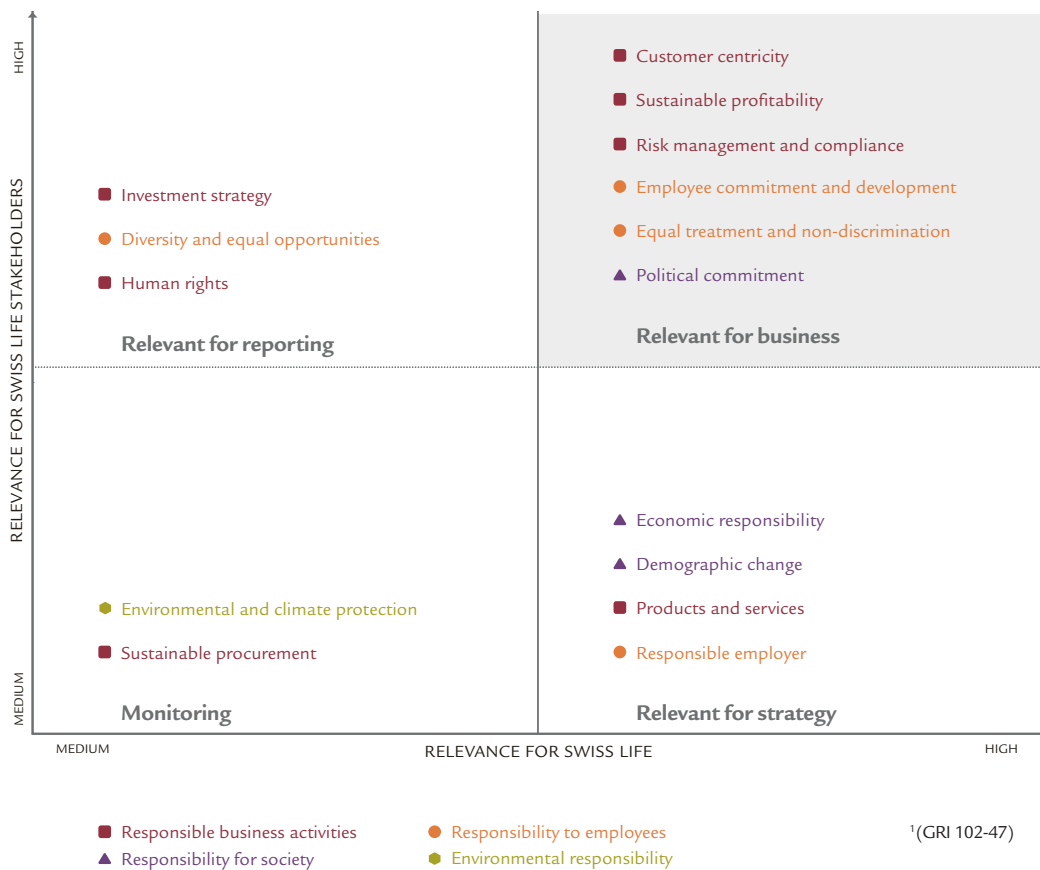 HIGH
RELEVANCE FOR SWISS LIFE STAKEHOLDERS
MEDIUM
Investment strategy
Diversity and equal opportunities
Human rights
Relevant for reporting
Customer centricity
Sustainable profitability
Risk management and compliance
Employee commitment and development
Equal treatment and non-discrimination
Political commitment
Relevant for business
Environmental and climate protection
Sustainable procurement
Monitoring
Economic responsibility
Demographic change
Products and services
Responsible employer
Relevant for strategy
MEDIUM
RELEVANCE FOR SWISS LIFE
HIGH
Responsible business activities
Responsibility for society
Responsibility to employees
Environmental responsibility
¹(GRI 102-47)